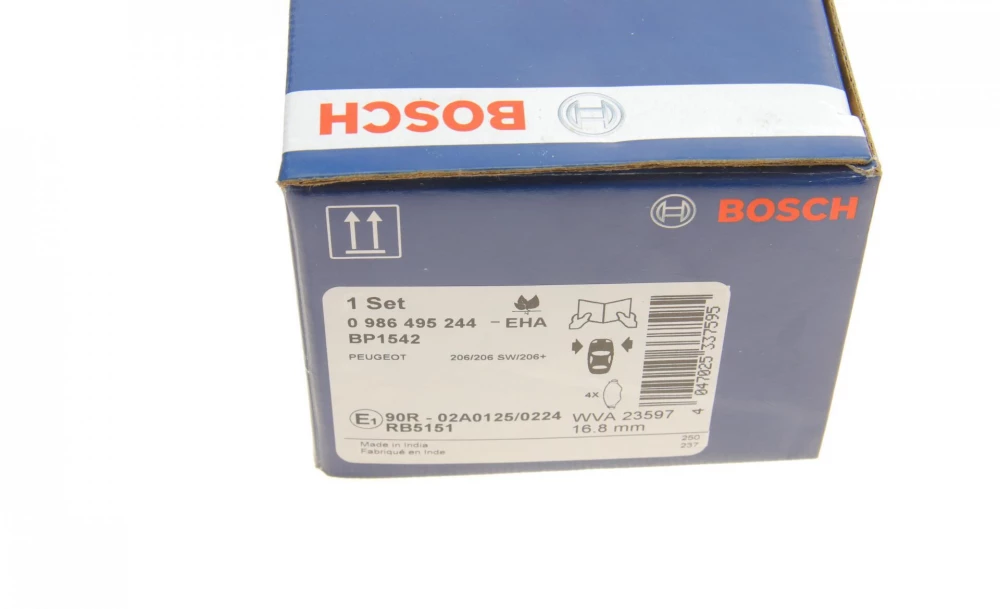 BOSCH
BOSCH
1 Set
0 986 495 244 - EHA
BP1542
PEUGEOT 206/206 SW/206+
4X
4 047025 337595
E1 90R - 02A0125/0224 WVA 23597
RB5151 16.8 mm
Made in India 250
Fabriqué en Inde 237